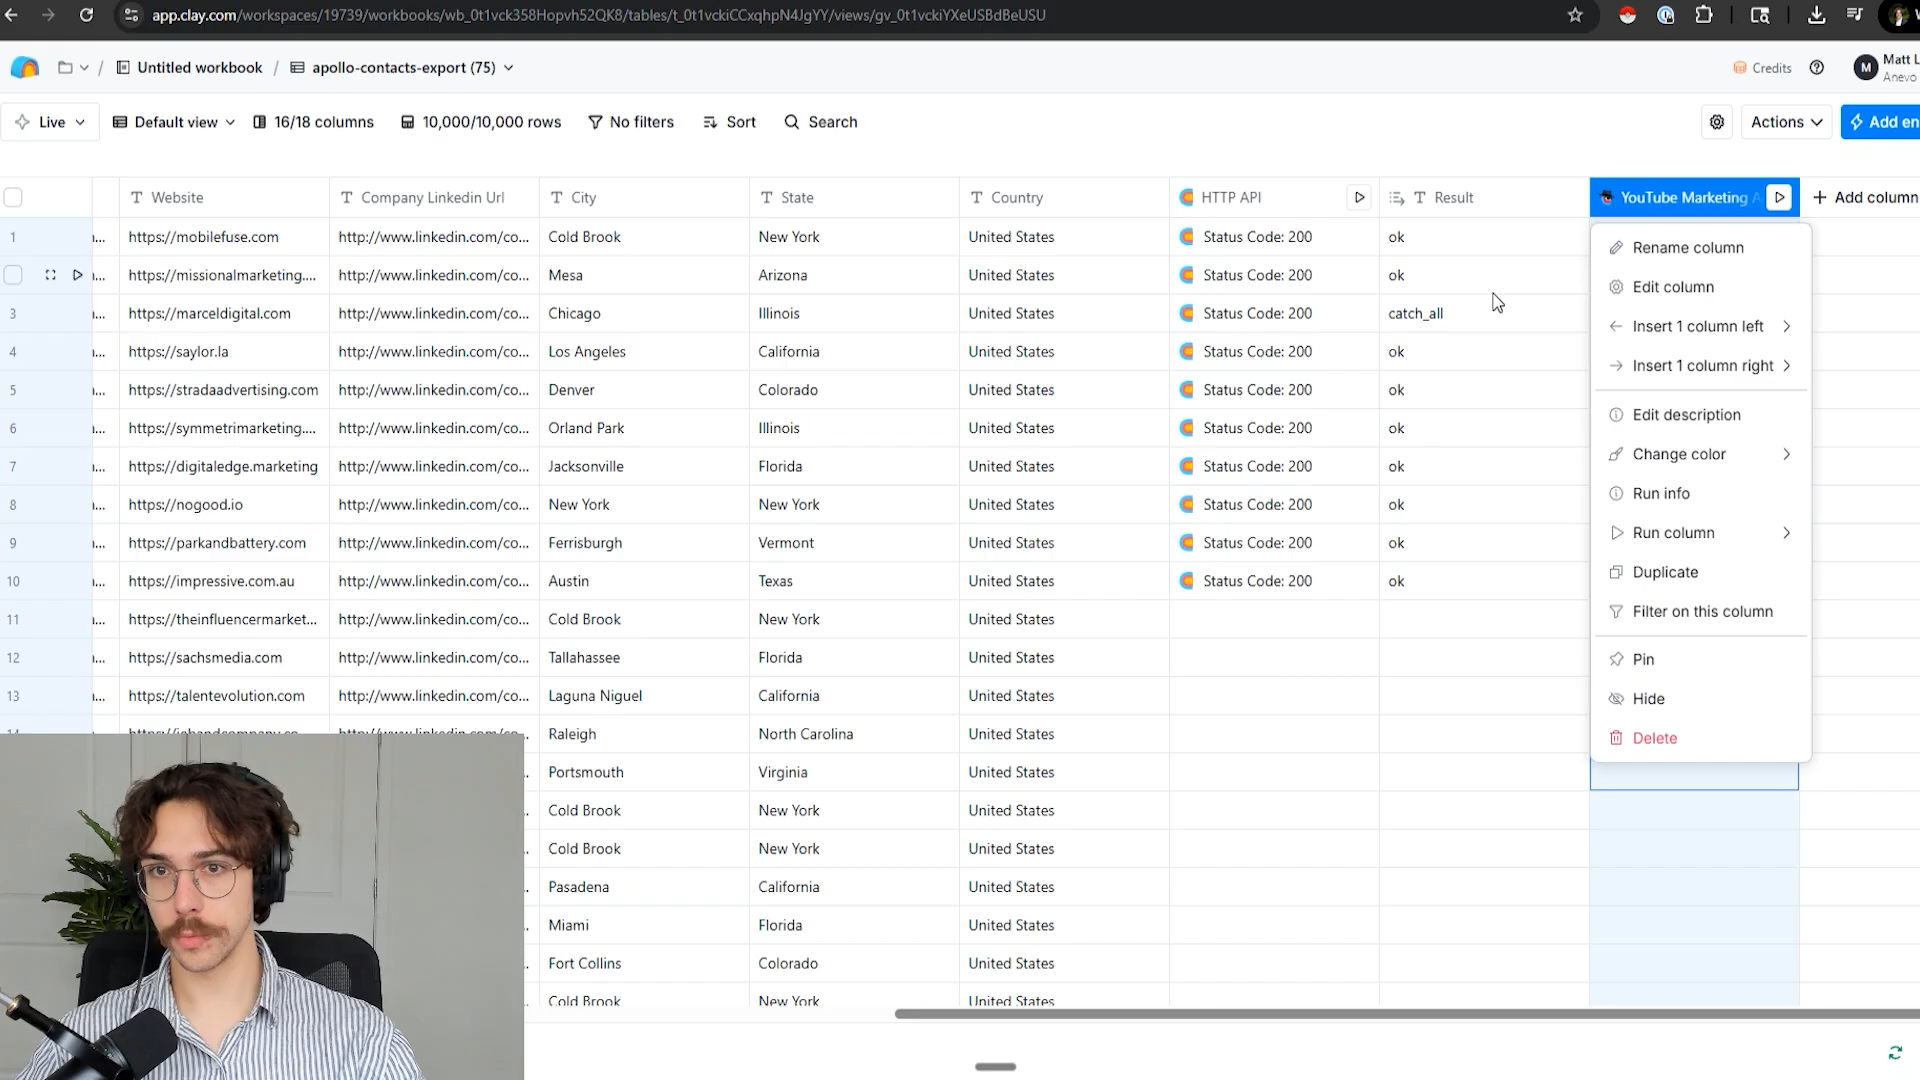 app.clay.com/workspaces/19739/workbooks/wb_0t1vck358Hopvh52QK8/tables/t_0t1vckiCCxqhpN4JgYY/views/gv_0t1vckiYXeUSBdBeUSU
/ Untitled workbook / apollo-contacts-export (75)
Credits
M
Matt L
Anevo
Live
Default view
16/18 columns
10,000/10,000 rows
No filters
Sort
Search
Actions
Add en
Website
Company Linkedin Url
City
State
Country
HTTP API
Result
YouTube Marketing A
+ Add column
1 ... https://mobilefuse.com http://www.linkedin.com/co... Cold Brook New York United States Status Code: 200 ok
... https://missionalmarketing.... http://www.linkedin.com/co... Mesa Arizona United States Status Code: 200 ok
3 ... https://marceldigital.com http://www.linkedin.com/co... Chicago Illinois United States Status Code: 200 catch_all
4 ... https://saylor.la http://www.linkedin.com/co... Los Angeles California United States Status Code: 200 ok
5 ... https://stradaadvertising.com http://www.linkedin.com/co... Denver Colorado United States Status Code: 200 ok
6 ... https://symmetrimarketing.... http://www.linkedin.com/co... Orland Park Illinois United States Status Code: 200 ok
7 ... https://digitaledge.marketing http://www.linkedin.com/co... Jacksonville Florida United States Status Code: 200 ok
8 ... https://nogood.io http://www.linkedin.com/co... New York New York United States Status Code: 200 ok
9 ... https://parkandbattery.com http://www.linkedin.com/co... Ferrisburgh Vermont United States Status Code: 200 ok
10 ... https://impressive.com.au http://www.linkedin.com/co... Austin Texas United States Status Code: 200 ok
11 ... https://theinfluencermarket... http://www.linkedin.com/co... Cold Brook New York United States
12 ... https://sachsmedia.com http://www.linkedin.com/co... Tallahassee Florida United States
13 ... https://talentevolution.com http://www.linkedin.com/co... Laguna Niguel California United States
Raleigh North Carolina United States
Portsmouth Virginia United States
Cold Brook New York United States
Cold Brook New York United States
Pasadena California United States
Miami Florida United States
Fort Collins Colorado United States
Cold Brook New York United States
Rename column
Edit column
Insert 1 column left
Insert 1 column right
Edit description
Change color
Run info
Run column
Duplicate
Filter on this column
Pin
Hide
Delete